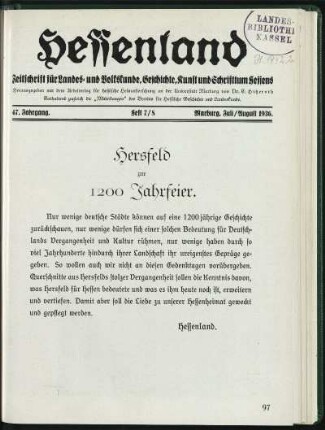 LANDES-
BIBLIOTHEK
KASSEL
Hessenland
Zeitschrift für Landes- und Volkskunde, Geschichte, Kunst und Schrifttum Hessens
47. Jahrgang. Heft 7/8 Marburg, Juli/August 1936.
Hersfeld
zur
1200 Jahrfeier.
Nur wenige deutsche Städte können auf eine 1200 jährige Geschichte
zurückschauen, nur wenige dürfen sich einer solchen Bedeutung für Deutsch-
lands Vergangenheit und Kultur rühmen, nur wenige haben durch so
viel Jahrhunderte hindurch ihrer Landschaft ihr ureigenstes Gepräge ge-
geben. So wollen auch wir nicht an diesen Gedenktagen vorübergehen.
Querschnitte aus Hersfelds stolzer Vergangenheit sollen die Kenntnis davon,
was Hersfeld für Hessen bedeutete und was es ihm heute noch ist, erweitern
und vertiefen. Damit aber soll die Liebe zu unserer Hessenheimat geweckt
und gepflegt werden.
Hessenland.
97